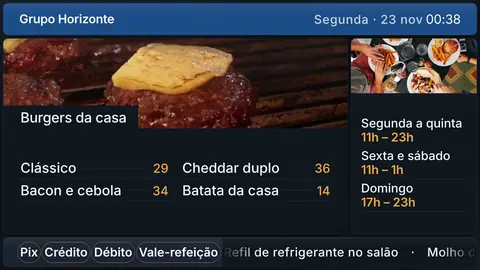 Grupo Horizonte
Segunda · 23 nov 00:38
Burgers da casa
Clássico 29
Bacon e cebola 34
Cheddar duplo 36
Batata da casa 14
Segunda a quinta
11h – 23h
Sexta e sábado
11h – 1h
Domingo
17h – 23h
Pix Crédito Débito Vale-refeição Refil de refrigerante no salão · Molho d